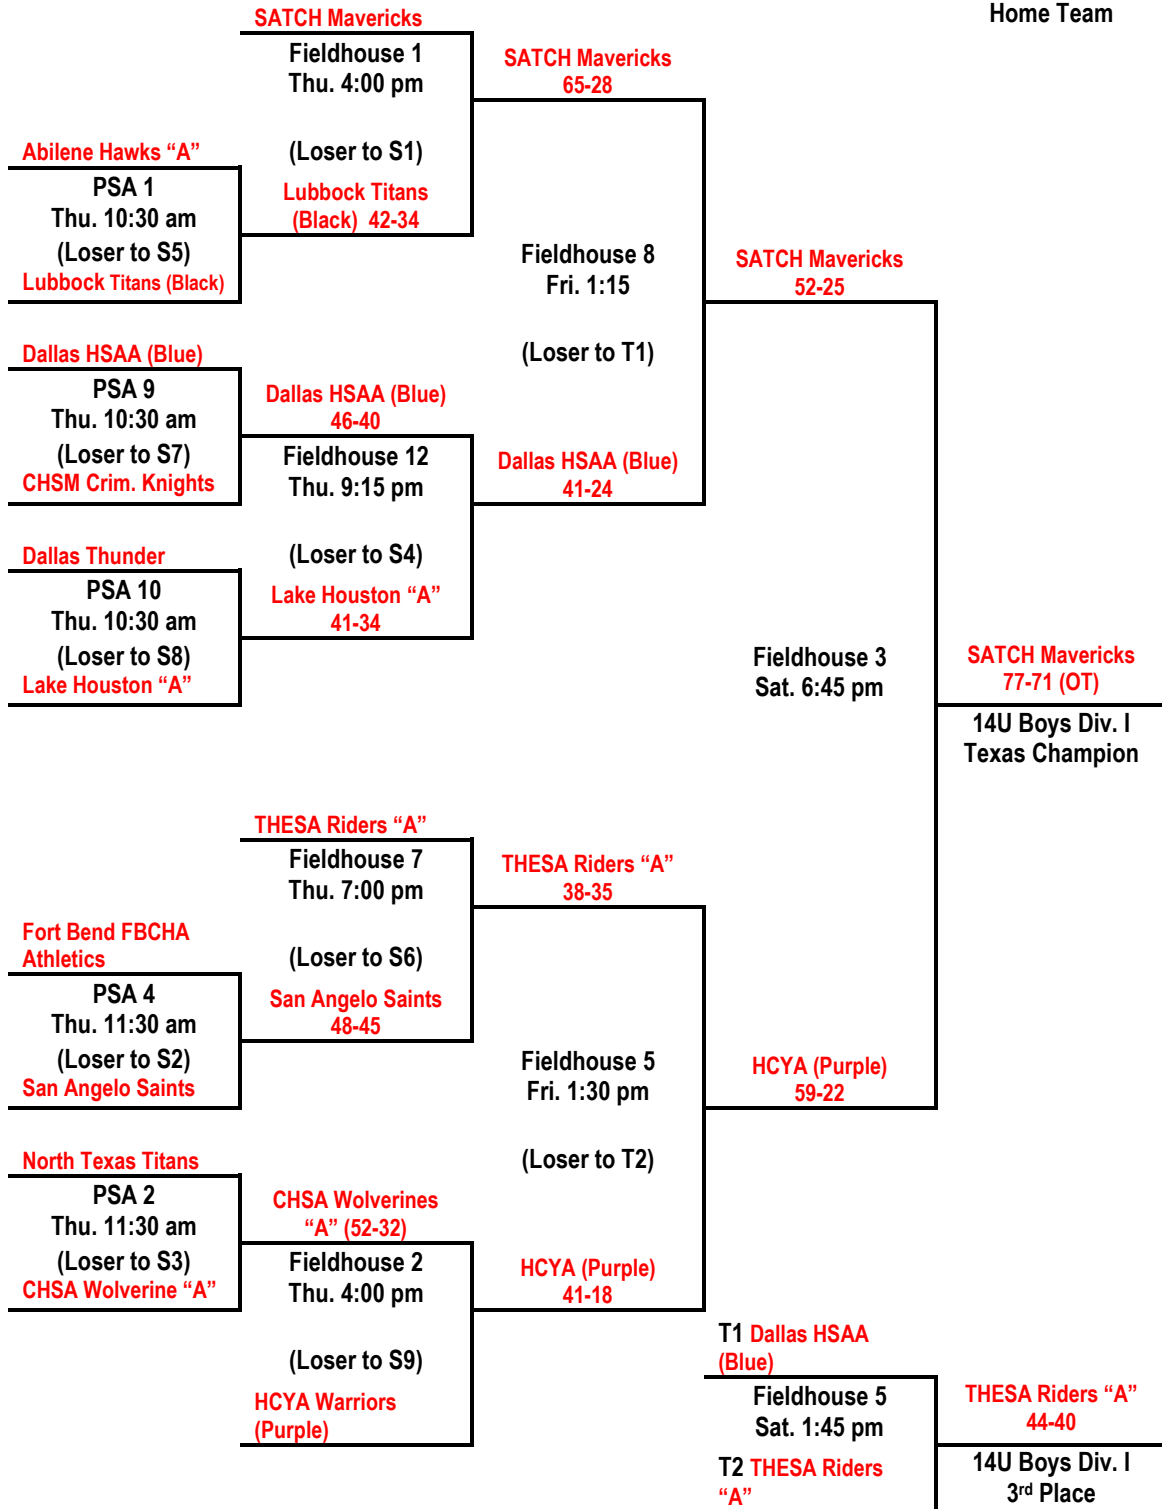 Home Team
SATCH Mavericks
Fieldhouse 1
Thu. 4:00 pm
SATCH Mavericks
65-28
Abilene Hawks “A”
(Loser to S1)
PSA 1
Thu. 10:30 am
(Loser to S5)
Lubbock Titans (Black)
Lubbock Titans
(Black)  42-34
Fieldhouse 8
Fri. 1:15
(Loser to T1)
SATCH Mavericks
52-25
Dallas HSAA (Blue)
PSA 9
Thu. 10:30 am
(Loser to S7)
CHSM Crim. Knights
Dallas HSAA (Blue)
46-40
Fieldhouse 12
Thu. 9:15 pm
(Loser to S4)
Dallas HSAA (Blue)
41-24
Dallas Thunder
PSA 10
Thu. 10:30 am
(Loser to S8)
Lake Houston “A”
Lake Houston “A”
41-34
Fieldhouse 3
Sat. 6:45 pm
SATCH Mavericks
77-71 (OT)
14U Boys Div. I
Texas Champion
THESA Riders “A”
Fieldhouse 7
Thu. 7:00 pm
(Loser to S6)
THESA Riders “A”
38-35
Fort Bend FBCHA
Athletics
PSA 4
Thu. 11:30 am
(Loser to S2)
San Angelo Saints
San Angelo Saints
48-45
Fieldhouse 5
Fri. 1:30 pm
(Loser to T2)
HCYA (Purple)
59-22
North Texas Titans
PSA 2
Thu. 11:30 am
(Loser to S3)
CHSA Wolverine “A”
CHSA Wolverines
“A” (52-32)
Fieldhouse 2
Thu. 4:00 pm
(Loser to S9)
HCYA Warriors
(Purple)
HCYA (Purple)
41-18
T1 Dallas HSAA
(Blue)
Fieldhouse 5
Sat. 1:45 pm
T2 THESA Riders
“A”
THESA Riders “A”
44-40
14U Boys Div. I
3rd Place